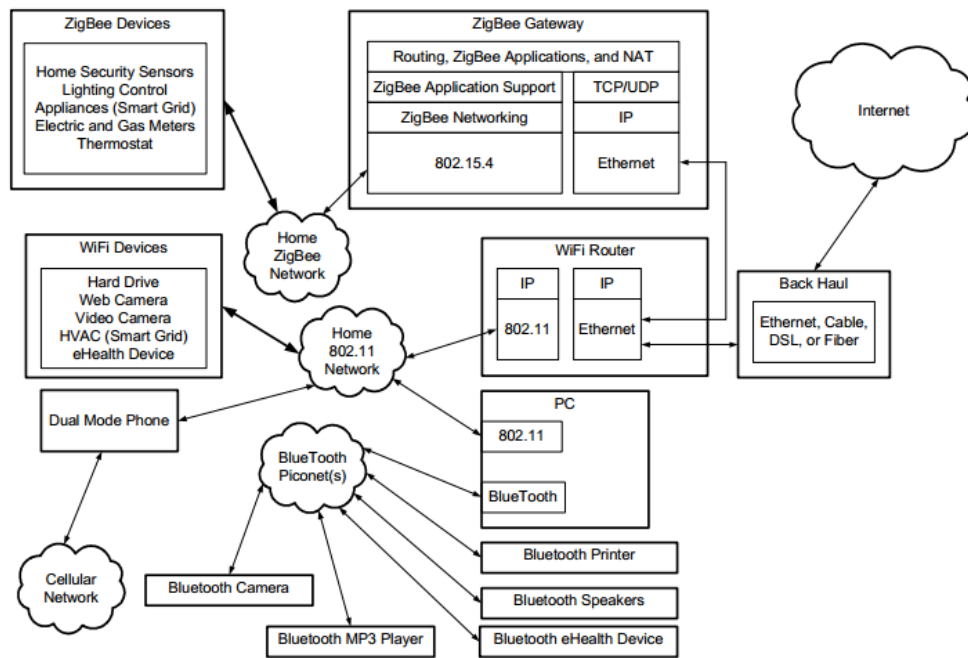 ZigBee Devices
Home Security Sensors
Lighting Control
Appliances (Smart Grid)
Electric and Gas Meters
Thermostat
ZigBee Gateway
Routing, ZigBee Applications, and NAT
ZigBee Application Support
TCP/UDP
ZigBee Networking
IP
802.15.4
Ethernet
Internet
Home
ZigBee
Network
WiFi Devices
Hard Drive
Web Camera
Video Camera
HVAC (Smart Grid)
eHealth Device
Home
802.11
Network
WiFi Router
IP
IP
802.11
Ethernet
Back Haul
Ethernet, Cable,
DSL, or Fiber
Dual Mode Phone
PC
802.11
BlueTooth
BlueTooth
Piconet(s)
Cellular
Network
Bluetooth Camera
Bluetooth MP3 Player
Bluetooth Printer
Bluetooth Speakers
Bluetooth eHealth Device